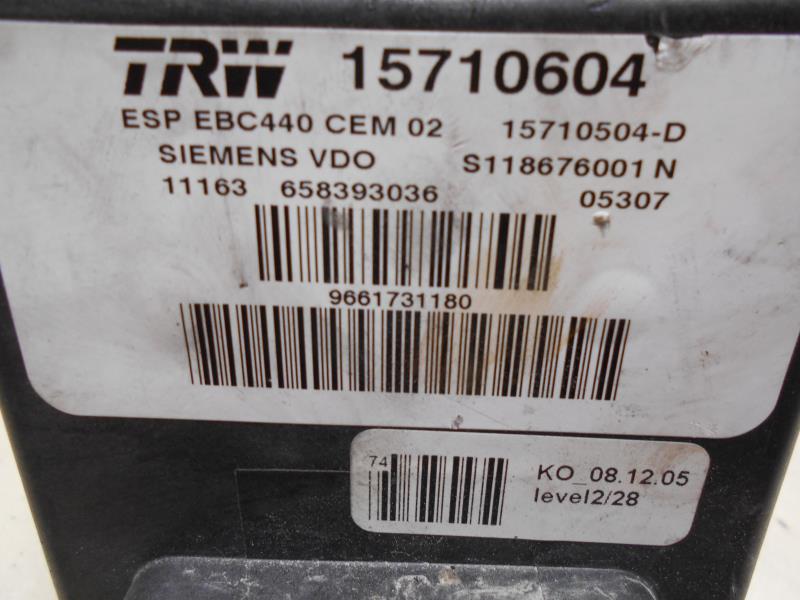 TRW 15710604
ESP EBC440 CEM 02 15710504-D
SIEMENS VDO S118676001 N
11163 658393036 05307
9661731180
74 KO_08.12.05
level2/28